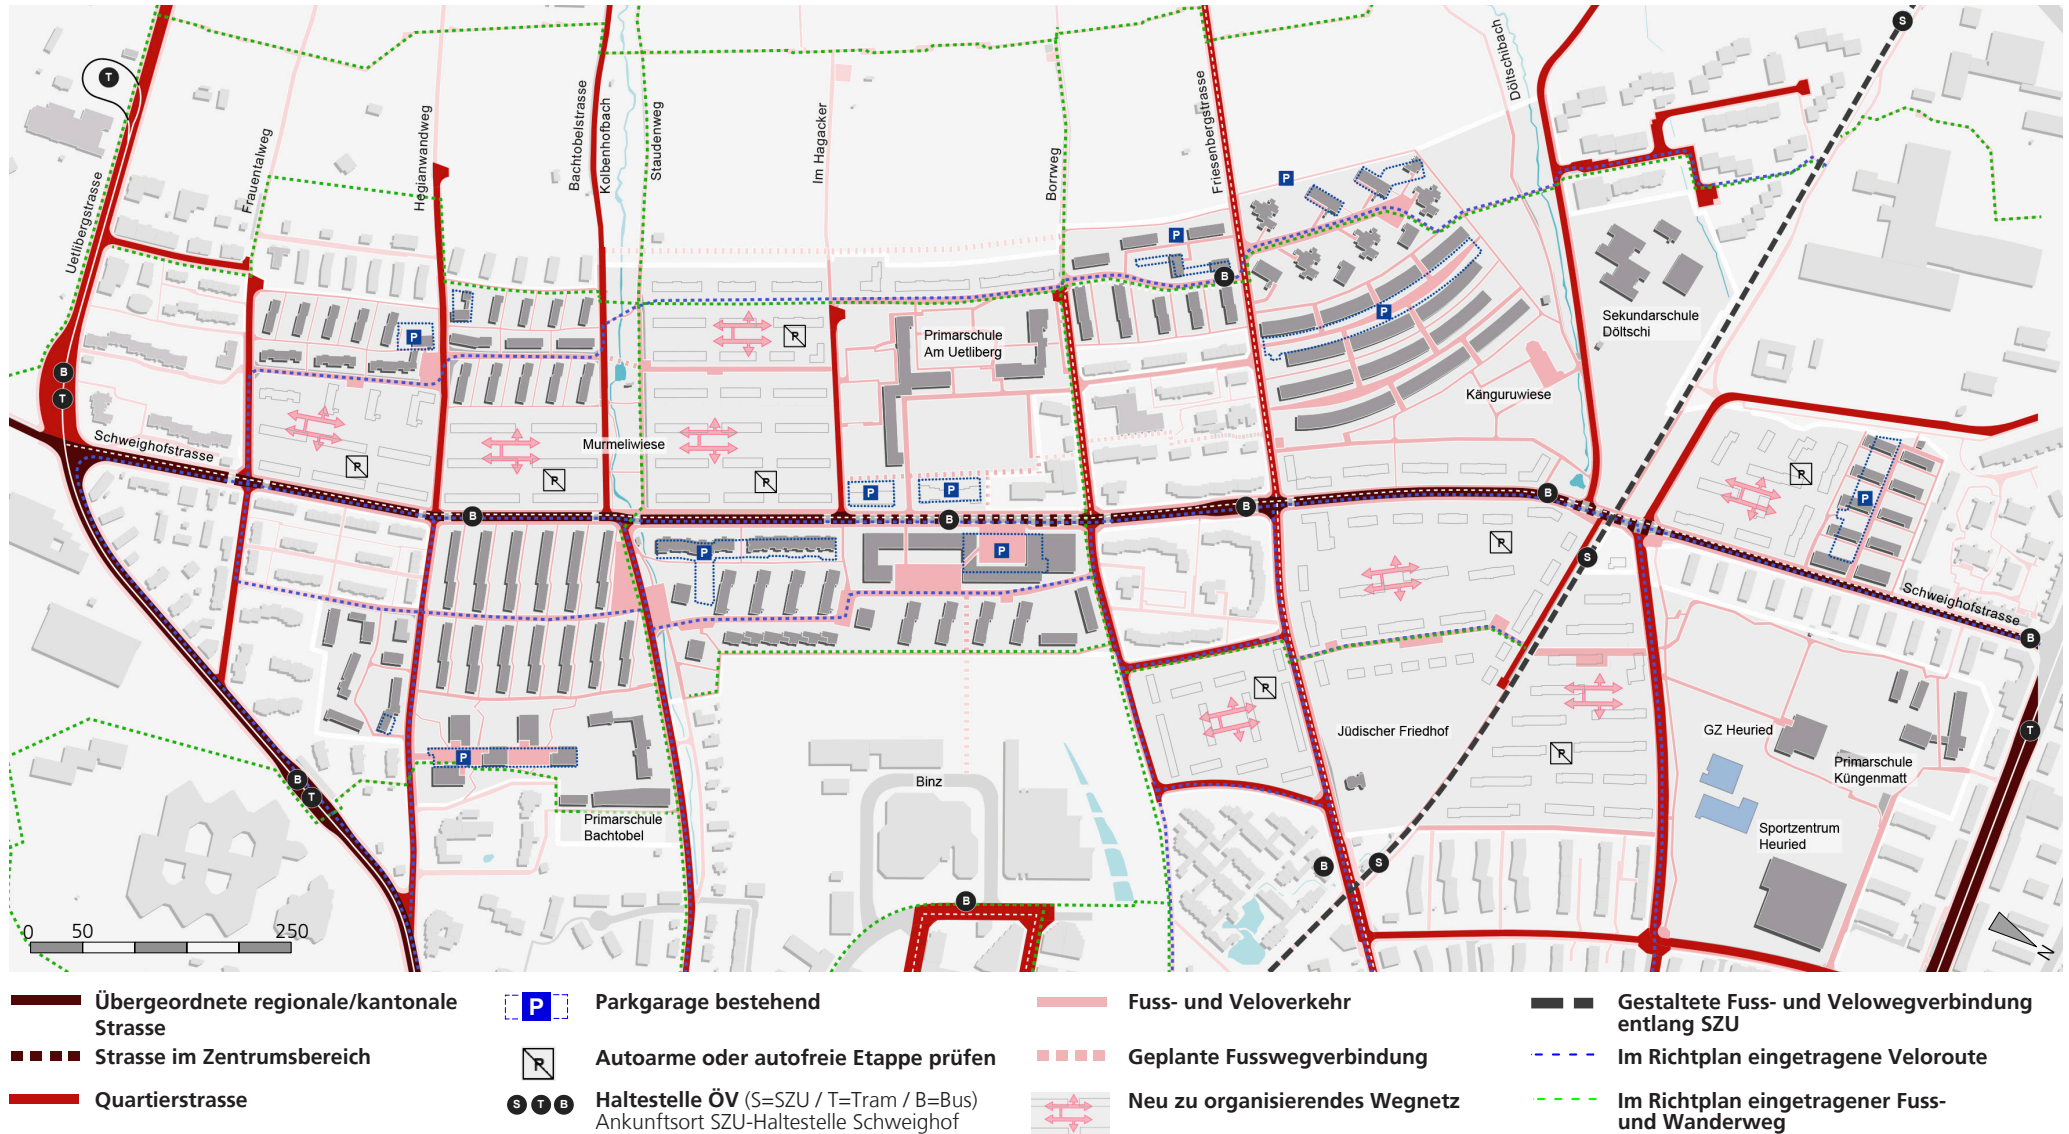 S
T
Uetlibergstrasse
Frauentalweg
Hegianwandweg
Bachtobelstrasse
Kolbenhofbach
Staudenweg
Im Hagacker
Borrweg
Friesenbergstrasse
Döltschibach
P
P
B
P
P
P
B
T
Primarschule
Am Uetliberg
Sekundarschule
Döltschi
Känguruwiese
Murmeliwiese
Schweighofstrasse
P
P
P
P
P
P
P
B
B
B
B
P
P
P
S
Schweighofstrasse
B
P
P
P
Jüdischer Friedhof
GZ Heuried
T
Primarschule
Küngenmatt
Binz
B
T
Primarschule
Bachtobel
Sportzentrum
Heuried
B
S
B
0 50 250
N
Übergeordnete regionale/kantonale
Strasse
Strasse im Zentrumsbereich
Quartierstrasse
P Parkgarage bestehend
P Autoarme oder autofreie Etappe prüfen
S T B Haltestelle ÖV (S=SZU / T=Tram / B=Bus)
Ankunftsort SZU-Haltestelle Schweighof
Fuss- und Veloverkehr
Geplante Fusswegverbindung
Neu zu organisierendes Wegnetz
Gestaltete Fuss- und Velowegverbindung
entlang SZU
Im Richtplan eingetragene Veloroute
Im Richtplan eingetragener Fuss-
und Wanderweg